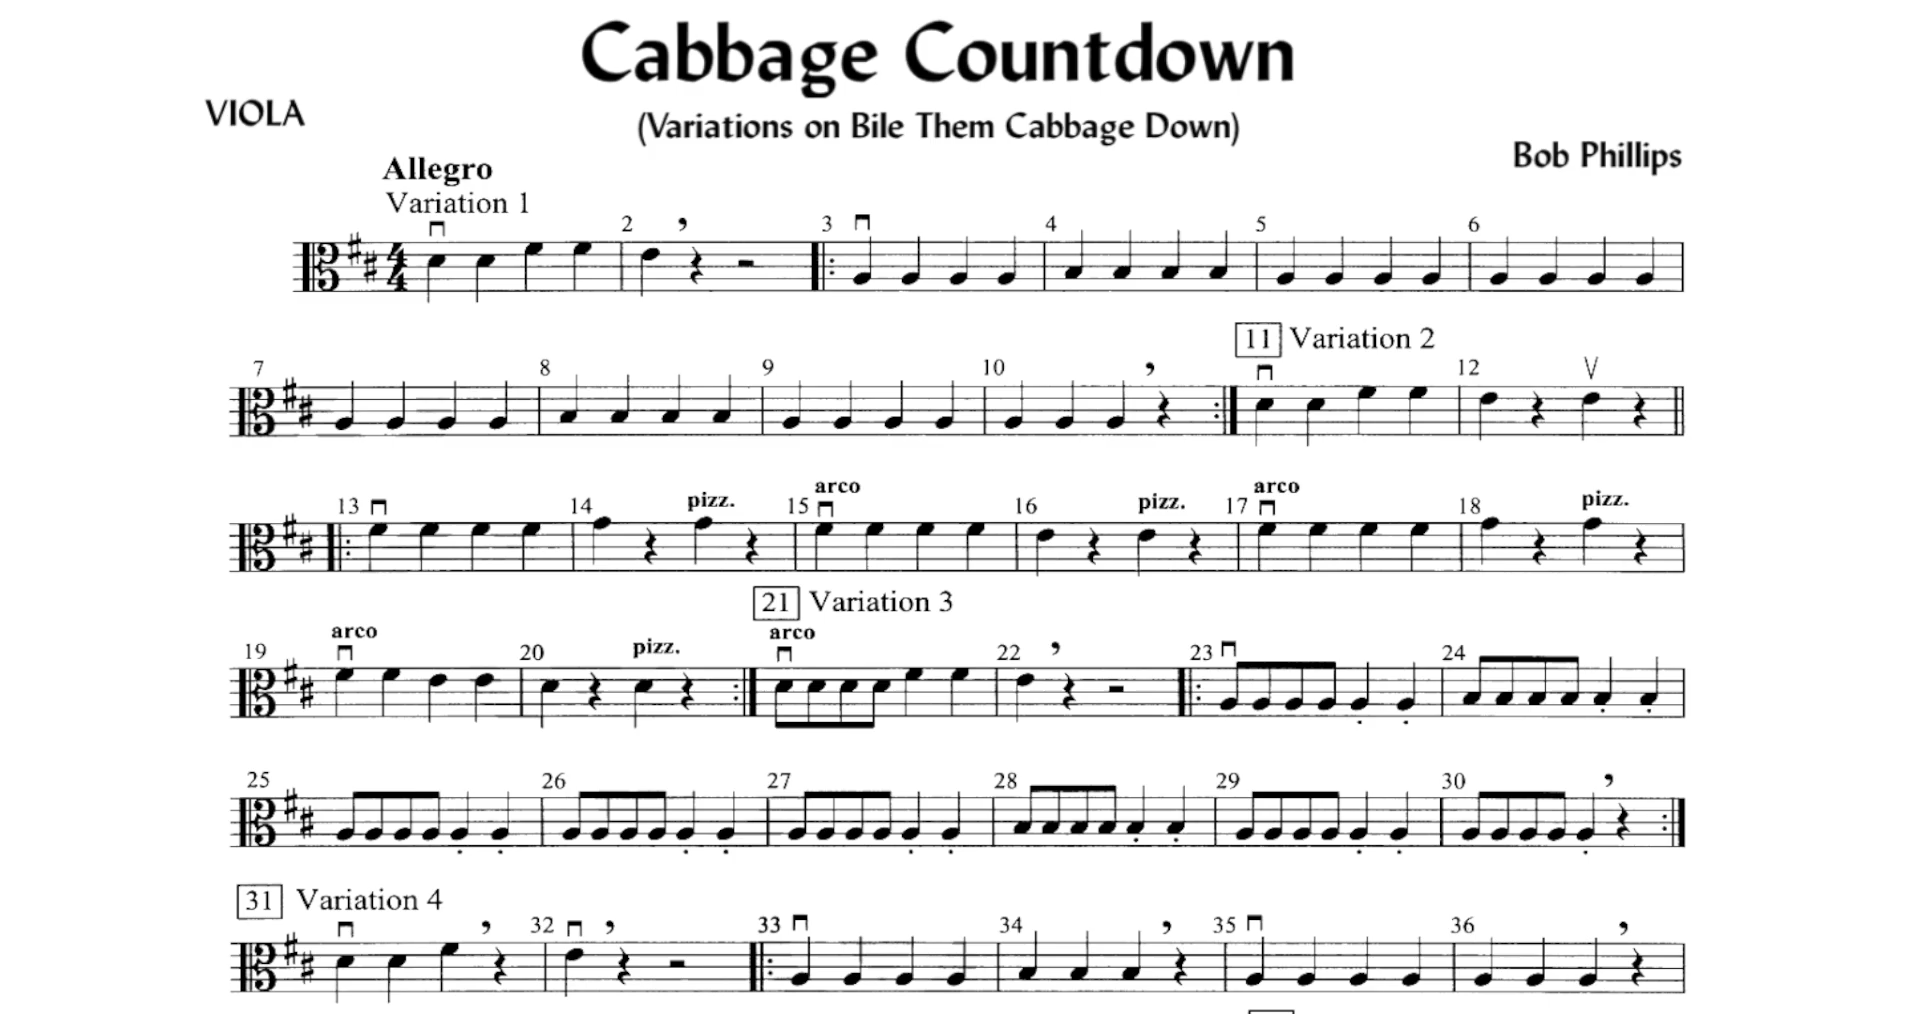 Cabbage Countdown
VIOLA
(Variations on Bile Them Cabbage Down)
Bob Phillips
Allegro
Variation 1
2 3 4 5 6
11 Variation 2
7 8 9 10 12
arco arco
13 14 pizz. 15 16 pizz. 17 18 pizz.
21 Variation 3
arco arco
19 20 pizz. 22 23 24
25 26 27 28 29 30
31 Variation 4
32 33 34 35 36